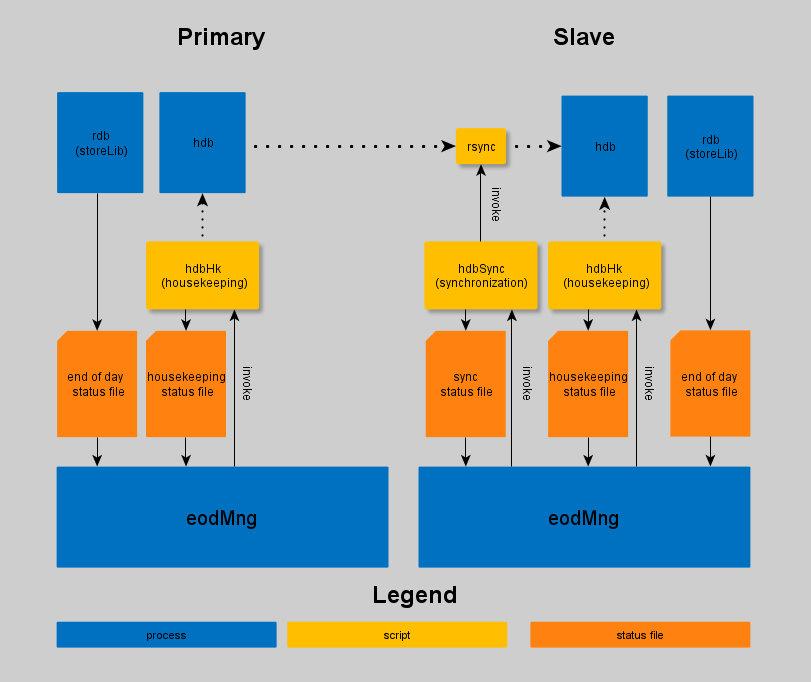 Primary
Slave
rdb
(storeLib)
hdb
rsync
hdb
rdb
(storeLib)
invoke
hdbHk
(housekeeping)
hdbSync
(synchronization)
hdbHk
(housekeeping)
end of day
status file
housekeeping
status file
invoke
sync
status file
invoke
housekeeping
status file
invoke
end of day
status file
eodMng
eodMng
Legend
process
script
status file